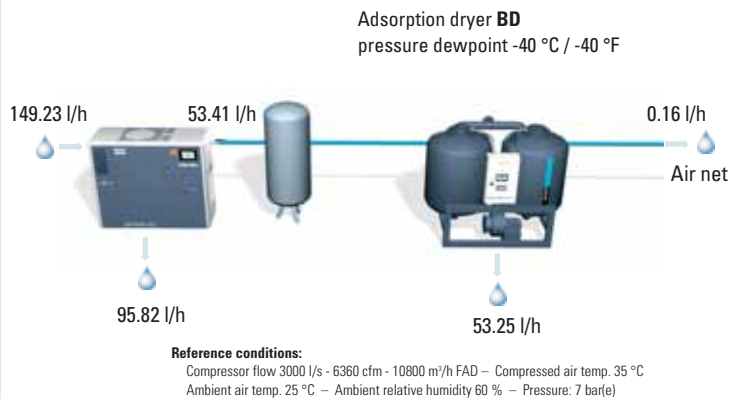 Adsorption dryer BD
pressure dewpoint -40 °C / -40 °F
149.23 l/h
53.41 l/h
0.16 l/h
Air net
95.82 l/h
53.25 l/h
Reference conditions:
Compressor flow 3000 l/s - 6360 cfm - 10800 m³/h FAD – Compressed air temp. 35 °C
Ambient air temp. 25 °C – Ambient relative humidity 60 % – Pressure: 7 bar(e)